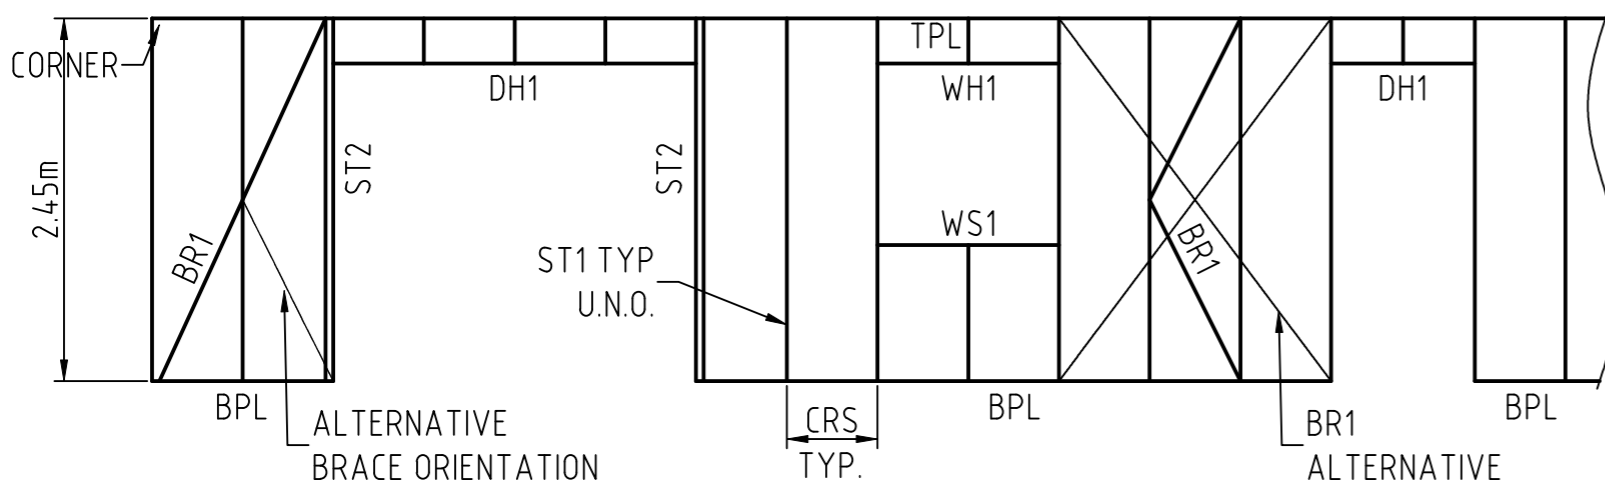 CORNER
2.45m
BR1
ST2
DH1
ST2
TPL
WH1
WS1
ST1 TYP
U.N.O.
BR1
DH1
BPL
ALTERNATIVE
BRACE ORIENTATION
CRS
TYP.
BPL
BR1
ALTERNATIVE
BPL